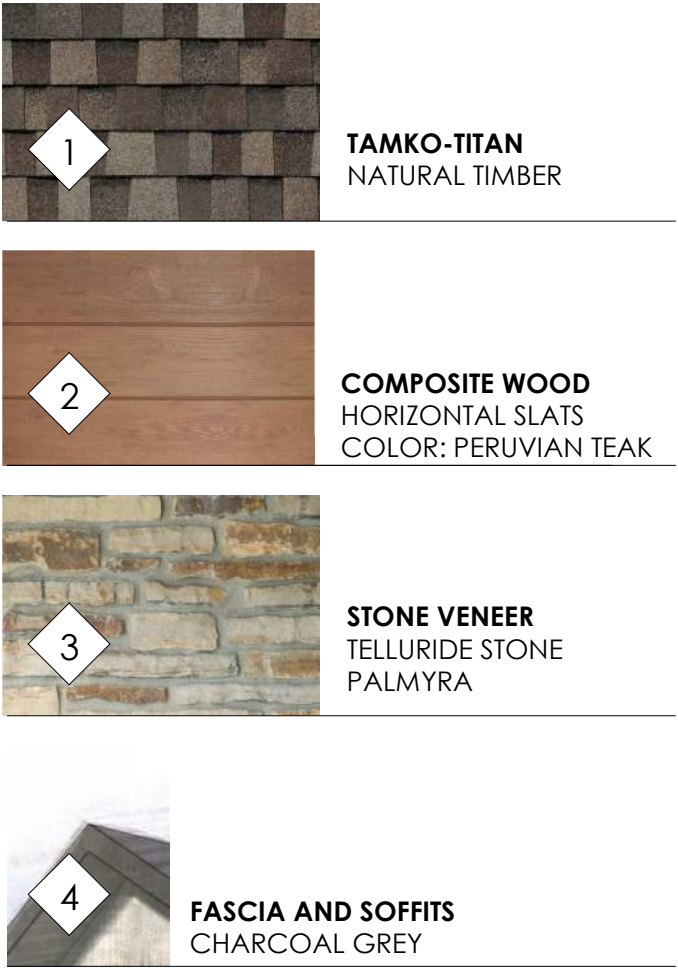 1
TAMKO-TITAN
NATURAL TIMBER
2
COMPOSITE WOOD
HORIZONTAL SLATS
COLOR: PERUVIAN TEAK
3
STONE VENEER
TELLURIDE STONE
PALMYRA
4
FASCIA AND SOFFITS
CHARCOAL GREY